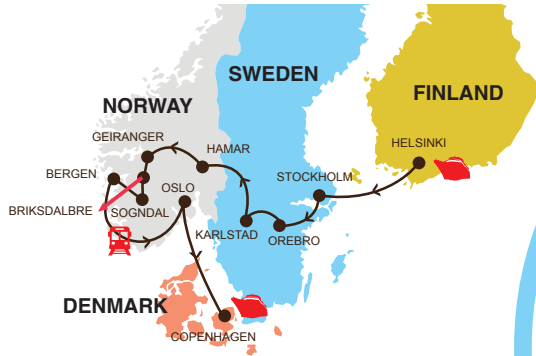 SWEDEN
FINLAND
NORWAY
GEIRANGER
HAMAR
HELSINKI
BERGEN
STOCKHOLM
OSLO
BRIKSDALBRE
SOGNDAL
KARLSTAD
OREBRO
DENMARK
COPENHAGEN